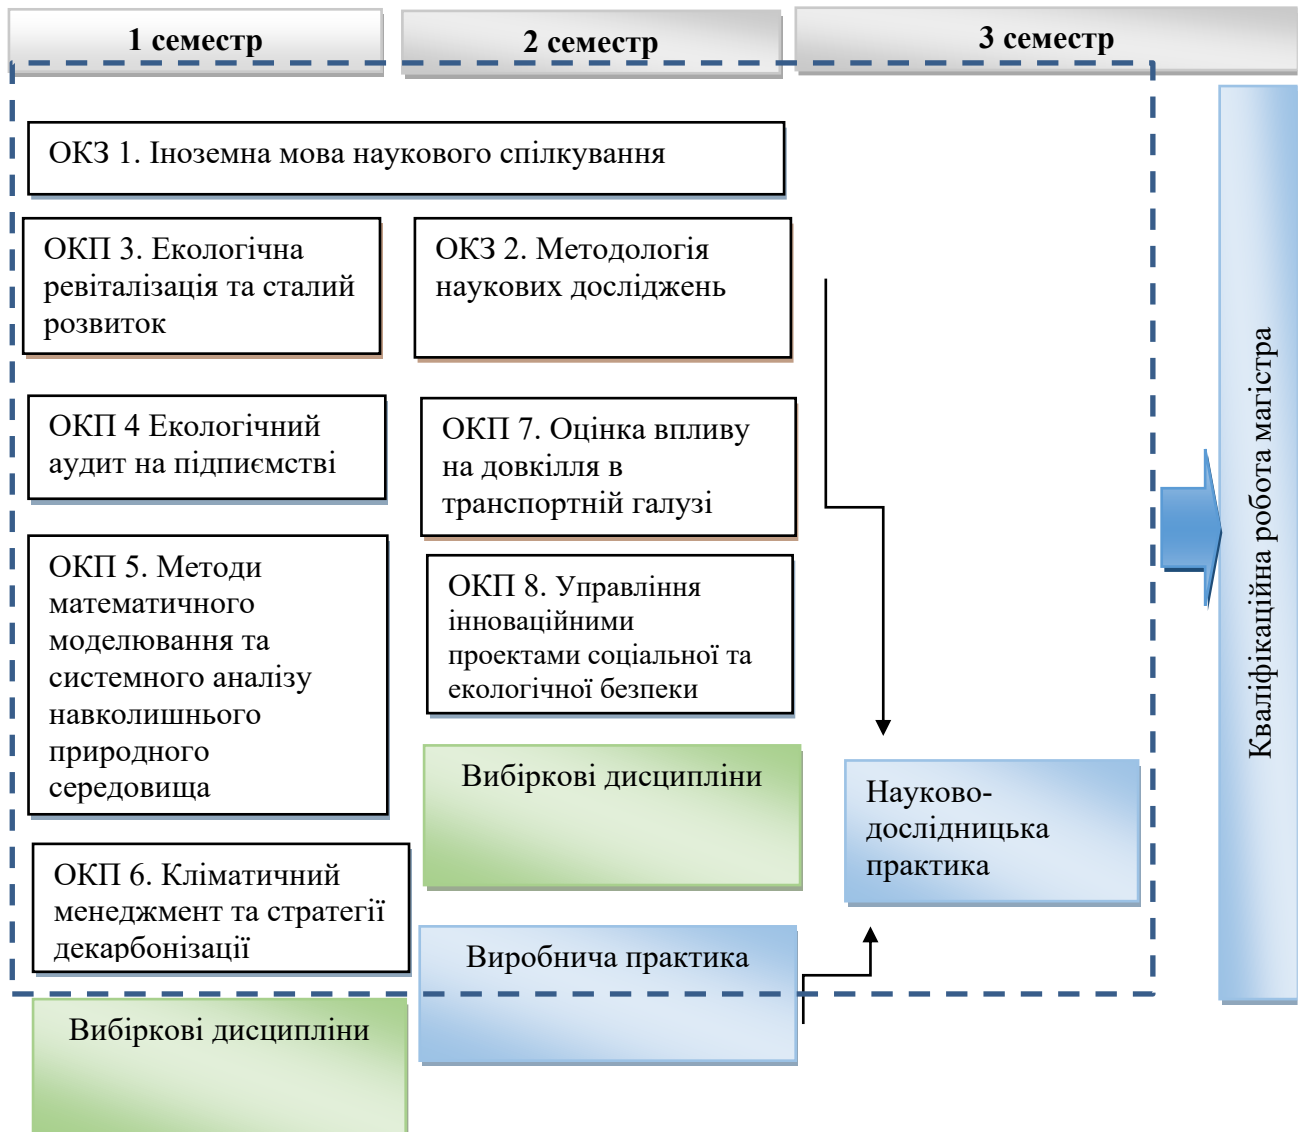 1 семестр
2 семестр
3 семестр
ОКЗ 1. Іноземна мова наукового спілкування
ОКП 3. Екологічна
ревіталізація та сталий
розвиток
ОКЗ 2. Методологія
наукових досліджень
ОКП 4 Екологічний
аудит на підпиємстві
ОКП 7. Оцінка впливу
на довкілля в
транспортній галузі
ОКП 5. Методи
математичного
моделювання та
системного аналізу
навколишнього
природного
середовища
ОКП 8. Управління
інноваційними
проектами соціальної та
екологічної безпеки
Вибіркові дисципліни
Науково-
дослідницька
практика
ОКП 6. Кліматичний
менеджмент та стратегії
декарбонізації
Виробнича практика
Вибіркові дисципліни
Кваліфікаційна робота магістра